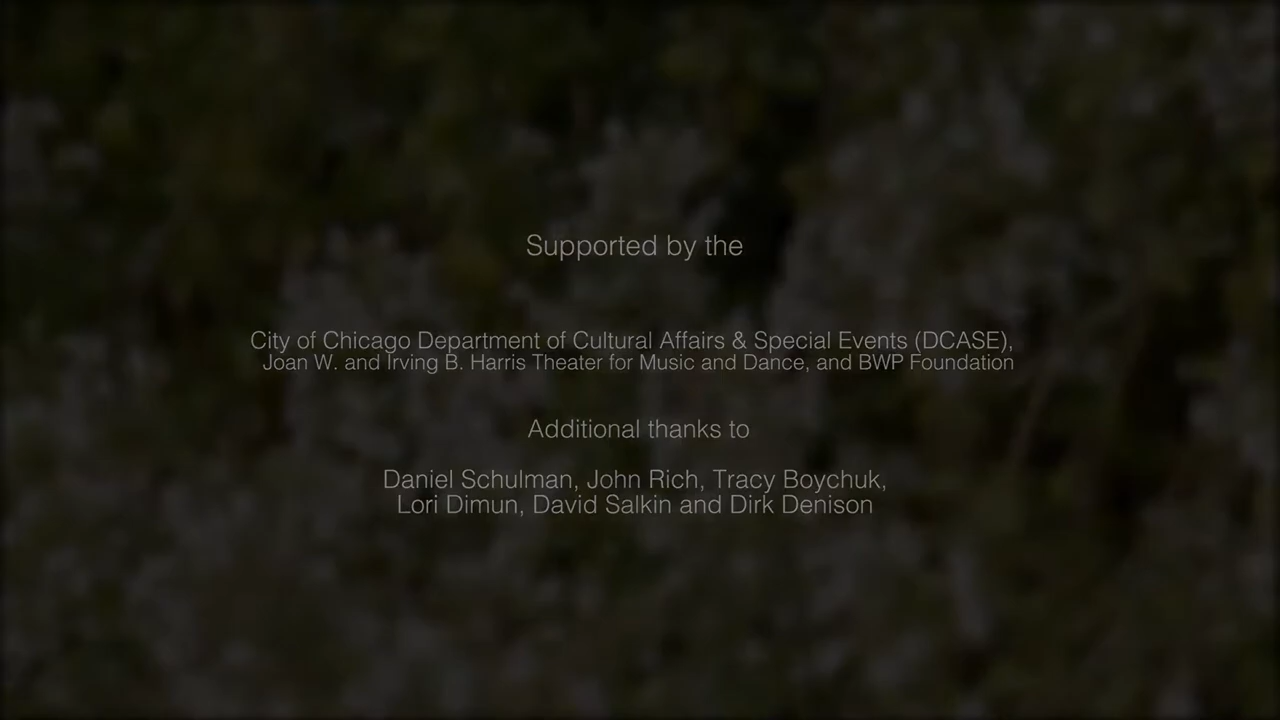 Supported by the
City of Chicago Department of Cultural Affairs & Special Events (DCASE),
Joan W. and Irving B. Harris Theater for Music and Dance, and BWP Foundation
Additional thanks to
Daniel Schulman, John Rich, Tracy Boychuk,
Lori Dimun, David Salkin and Dirk Denison